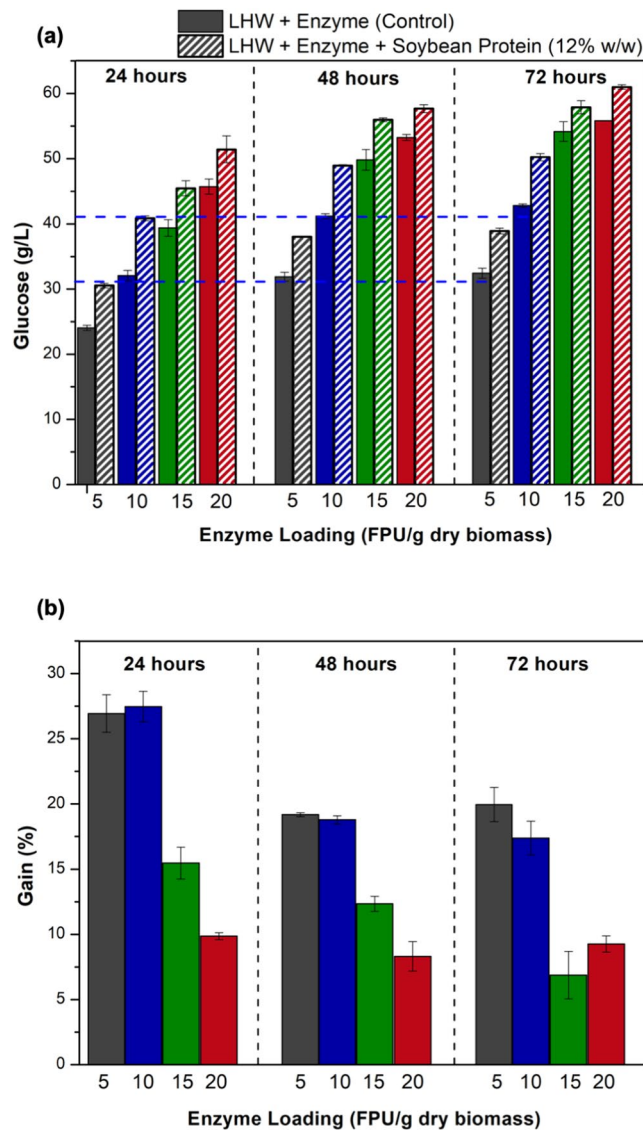 (a)
LHW + Enzyme (Control)
LHW + Enzyme + Soybean Protein (12% w/w)
24 hours 48 hours 72 hours
60
50
40
30
20
10
0
Glucose (g/L)
5 10 15 20 5 10 15 20 5 10 15 20
Enzyme Loading (FPU/g dry biomass)
(b)
24 hours 48 hours 72 hours
30
25
20
15
10
5
0
Gain (%)
5 10 15 20 5 10 15 20 5 10 15 20
Enzyme Loading (FPU/g dry biomass)